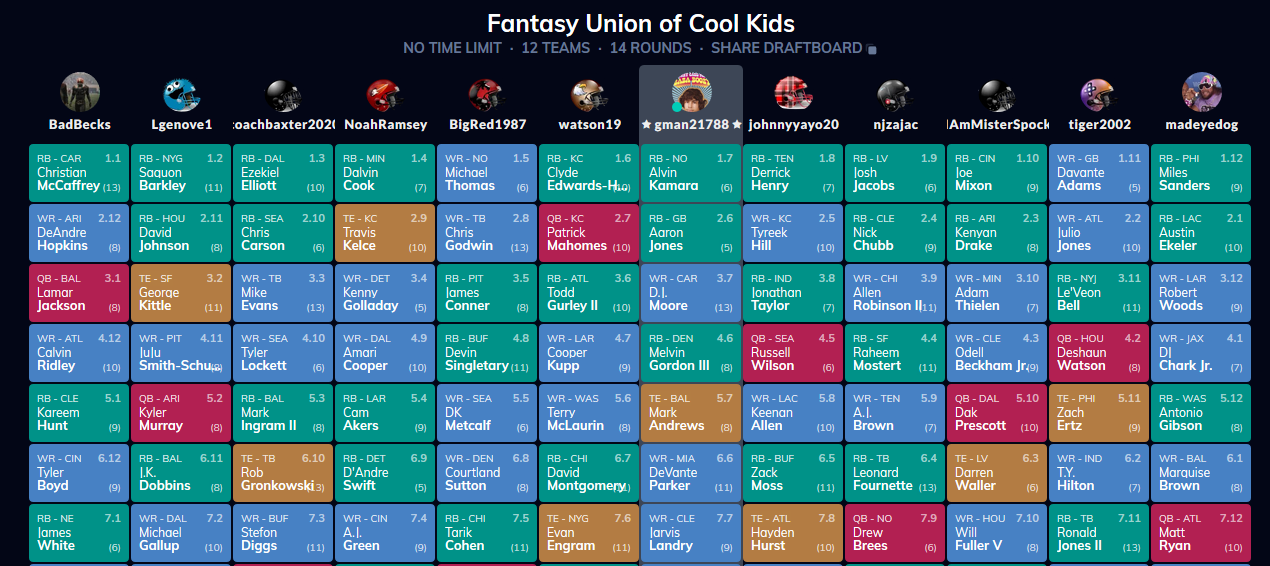 Fantasy Union of Cool Kids
NO TIME LIMIT · 12 TEAMS · 14 ROUNDS · SHARE DRAFTBOARD
BadBecks Lgenove1 :oachbaxter2020 NoahRamsey BigRed1987 watson19 ★ gman21788 ★ johnnyyayo20 njzajac IAmMisterSpock tiger2002 madeyedog
RB - CAR 1.1 RB - NYG 1.2 RB - DAL 1.3 RB - MIN 1.4 WR - NO 1.5 RB - KC 1.6 RB - NO 1.7 RB - TEN 1.8 RB - LV 1.9 RB - CIN 1.10 WR - GB 1.11 RB - PHI 1.12
Christian Saquon Ezekiel Dalvin Michael Clyde Alvin Derrick Josh Joe Davante Miles
McCaffrey (13) Barkley (11) Elliott (10) Cook (7) Thomas (6) Edwards-H... (10) Kamara (6) Henry (7) Jacobs (6) Mixon (9) Adams (5) Sanders (9)
WR - ARI 2.12 RB - HOU 2.11 RB - SEA 2.10 TE - KC 2.9 WR - TB 2.8 QB - KC 2.7 RB - GB 2.6 WR - KC 2.5 RB - CLE 2.4 RB - ARI 2.3 WR - ATL 2.2 RB - LAC 2.1
DeAndre David Chris Travis Chris Patrick Aaron Tyreek Nick Kenyan Julio Austin
Hopkins (8) Johnson (8) Carson (6) Kelce (10) Godwin (13) Mahomes (10) Jones (5) Hill (10) Chubb (9) Drake (8) Jones (10) Ekeler (10)
QB - BAL 3.1 TE - SF 3.2 WR - TB 3.3 WR - DET 3.4 RB - PIT 3.5 RB - ATL 3.6 WR - CAR 3.7 RB - IND 3.8 WR - CHI 3.9 WR - MIN 3.10 RB - NYJ 3.11 WR - LAR 3.12
Lamar George Mike Kenny James Todd D.J. Jonathan Allen Adam Le'Veon Robert
Jackson (8) Kittle (11) Evans (13) Golladay (5) Conner (8) Gurley II (10) Moore (13) Taylor (7) Robinson II (11) Thielen (7) Bell (11) Woods (9)
WR - ATL 4.12 WR - PIT 4.11 WR - SEA 4.10 WR - DAL 4.9 RB - BUF 4.8 WR - LAR 4.7 RB - DEN 4.6 QB - SEA 4.5 RB - SF 4.4 WR - CLE 4.3 QB - HOU 4.2 WR - JAX 4.1
Calvin JuJu Tyler Amari Devin Cooper Melvin Russell Raheem Odell Deshaun DJ
Ridley (10) Smith-Schu... Lockett (6) Cooper (10) Singletary (11) Kupp (9) Gordon III (8) Wilson (6) Mostert (11) Beckham Jr. (9) Watson (8) Chark Jr. (7)
RB - CLE 5.1 QB - ARI 5.2 RB - BAL 5.3 RB - LAR 5.4 WR - SEA 5.5 WR - WAS 5.6 TE - BAL 5.7 WR - LAC 5.8 WR - TEN 5.9 QB - DAL 5.10 TE - PHI 5.11 RB - WAS 5.12
Kareem Kyler Mark Cam DK Terry Mark Keenan A.J. Dak Zach Antonio
Hunt (9) Murray (8) Ingram II (8) Akers (9) Metcalf (6) McLaurin (8) Andrews (8) Allen (10) Brown (7) Prescott (10) Ertz (9) Gibson (8)
WR - CIN 6.12 RB - BAL 6.11 TE - TB 6.10 RB - DET 6.9 WR - DEN 6.8 RB - CHI 6.7 WR - MIA 6.6 RB - BUF 6.5 RB - TB 6.4 TE - LV 6.3 WR - IND 6.2 WR - BAL 6.1
Tyler J.K. Rob D'Andre Courtland David DeVante Zack Leonard Darren T.Y. Marquise
Boyd (9) Dobbins (8) Gronkowski (13) Swift (5) Sutton (8) Montgomery (11) Parker (11) Moss (11) Fournette (13) Waller (6) Hilton (7) Brown (8)
RB - NE 7.1 WR - DAL 7.2 WR - BUF 7.3 WR - CIN 7.4 RB - CHI 7.5 TE - NYG 7.6 WR - CLE 7.7 TE - ATL 7.8 QB - NO 7.9 WR - HOU 7.10 RB - TB 7.11 QB - ATL 7.12
James Michael Stefon A.J. Tarik Evan Jarvis Hayden Drew Will Ronald Matt
White (6) Gallup (10) Diggs (11) Green (9) Cohen (11) Engram (11) Landry (9) Hurst (10) Brees (6) Fuller V (8) Jones II (13) Ryan (10)